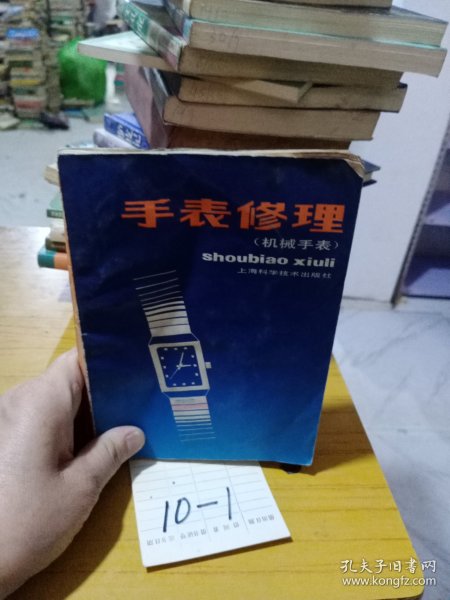 手表修理
（机械手表）
shoubiao xiuli
上海科学技术出版社
10-1
孔夫子旧书网
www.kongfz.com